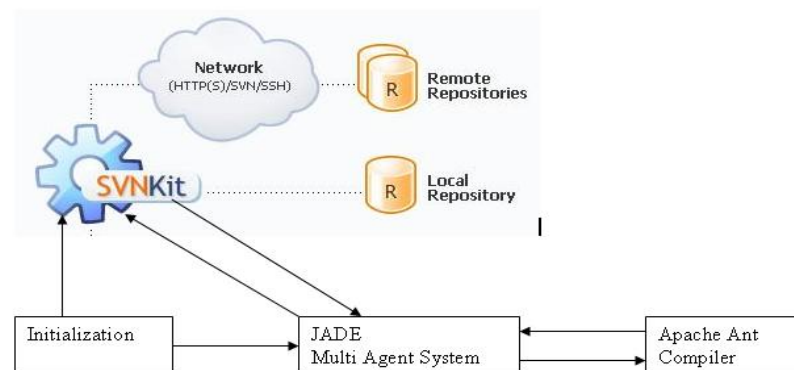 Network
(HTTP(S)/SVN/SSH)
R
Remote
Repositories
SVNKit
R
Local
Repository
Initialization
JADE
Multi Agent System
Apache Ant
Compiler